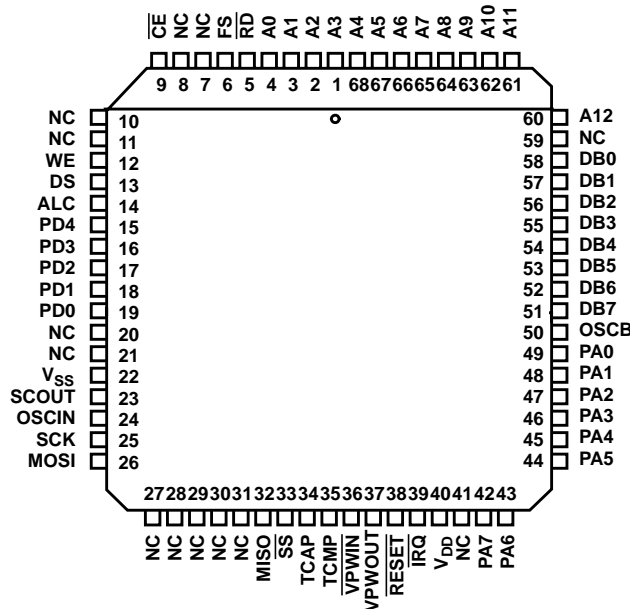 CE NC NC FS RD A0 A1 A2 A3 A4 A5 A6 A7 A8 A9 A10 A11
9 8 7 6 5 4 3 2 1 68 67 66 65 64 63 62 61
NC 10 60 A12
NC 11 59 NC
WE 12 58 DB0
DS 13 57 DB1
ALC 14 56 DB2
PD4 15 55 DB3
PD3 16 54 DB4
PD2 17 53 DB5
PD1 18 52 DB6
PD0 19 51 DB7
NC 20 50 OSCB
NC 21 49 PA0
VSS 22 48 PA1
SCOUT 23 47 PA2
OSCIN 24 46 PA3
SCK 25 45 PA4
MOSI 26 44 PA5
27 28 29 30 31 32 33 34 35 36 37 38 39 40 41 42 43
NC NC NC NC NC MISO SS TCAP TCMP VPWIN VPWOUT RESET IRQ VDD NC PA7 PA6